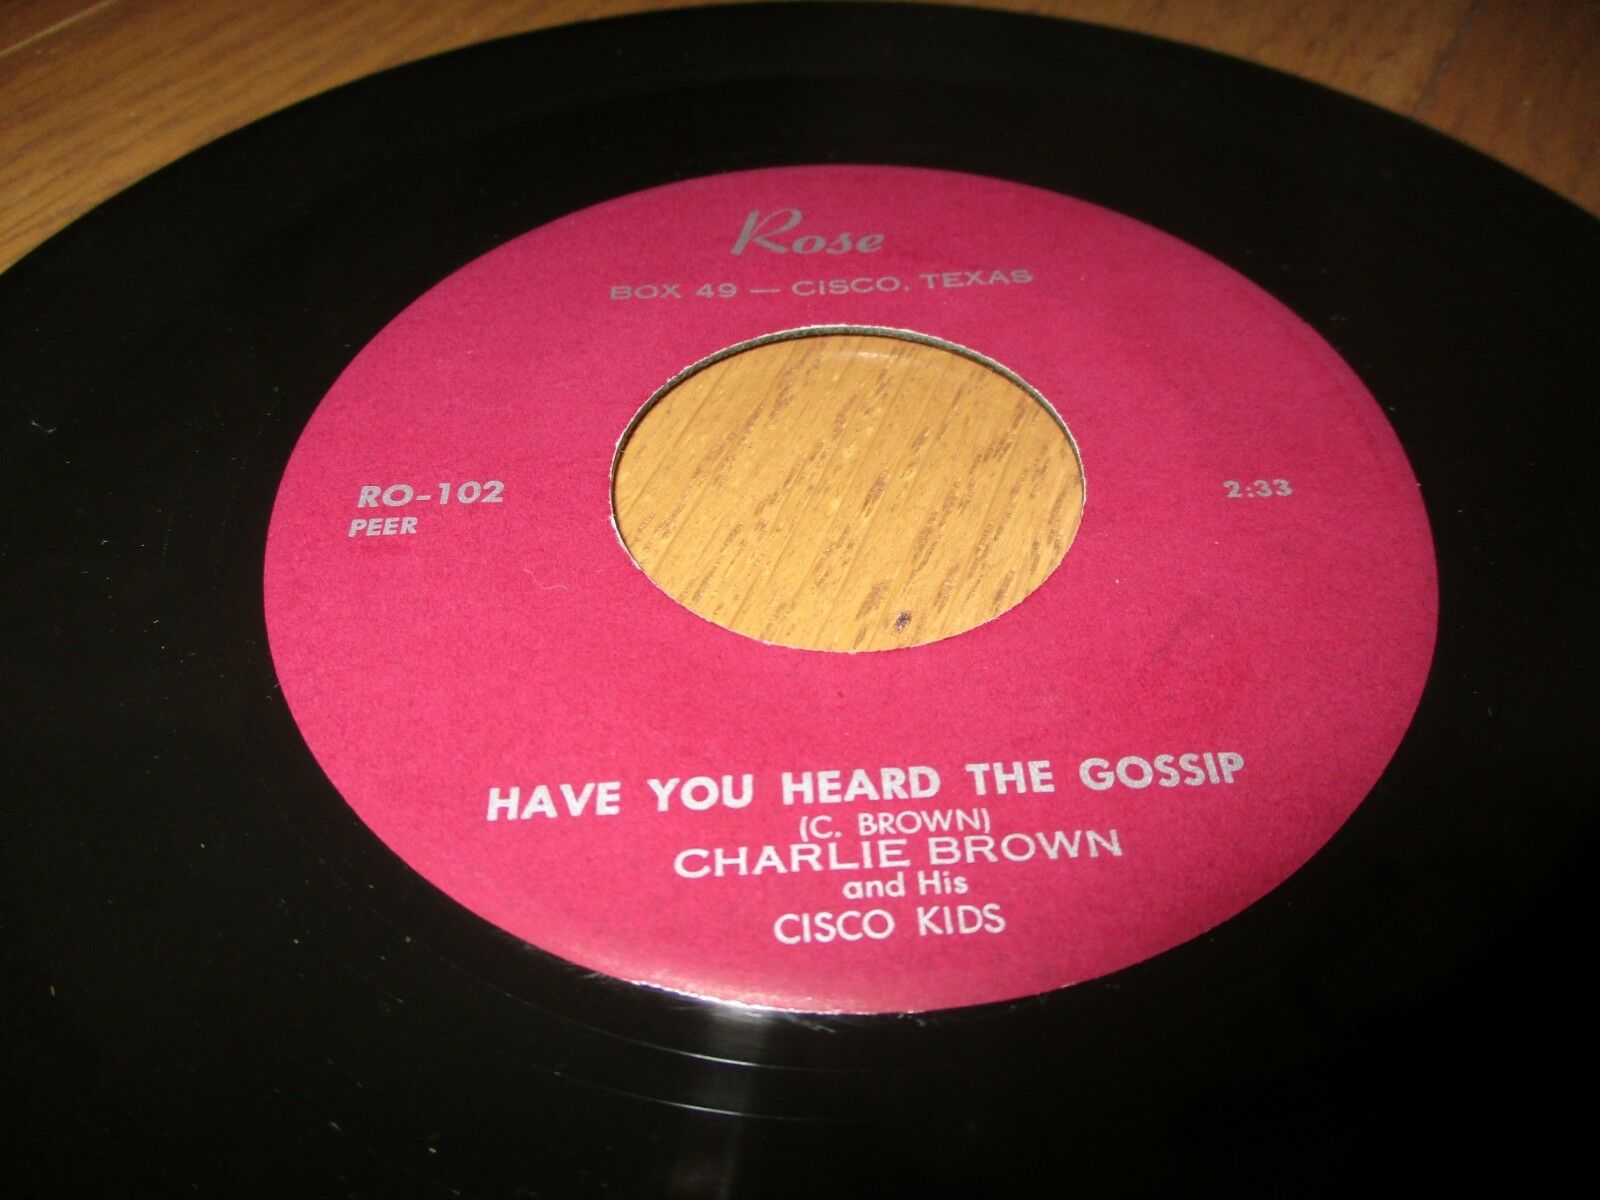 Rose
BOX 49 — CISCO, TEXAS
RO-102
PEER
2:33
HAVE YOU HEARD THE GOSSIP
(C. BROWN)
CHARLIE BROWN
and His
CISCO KIDS